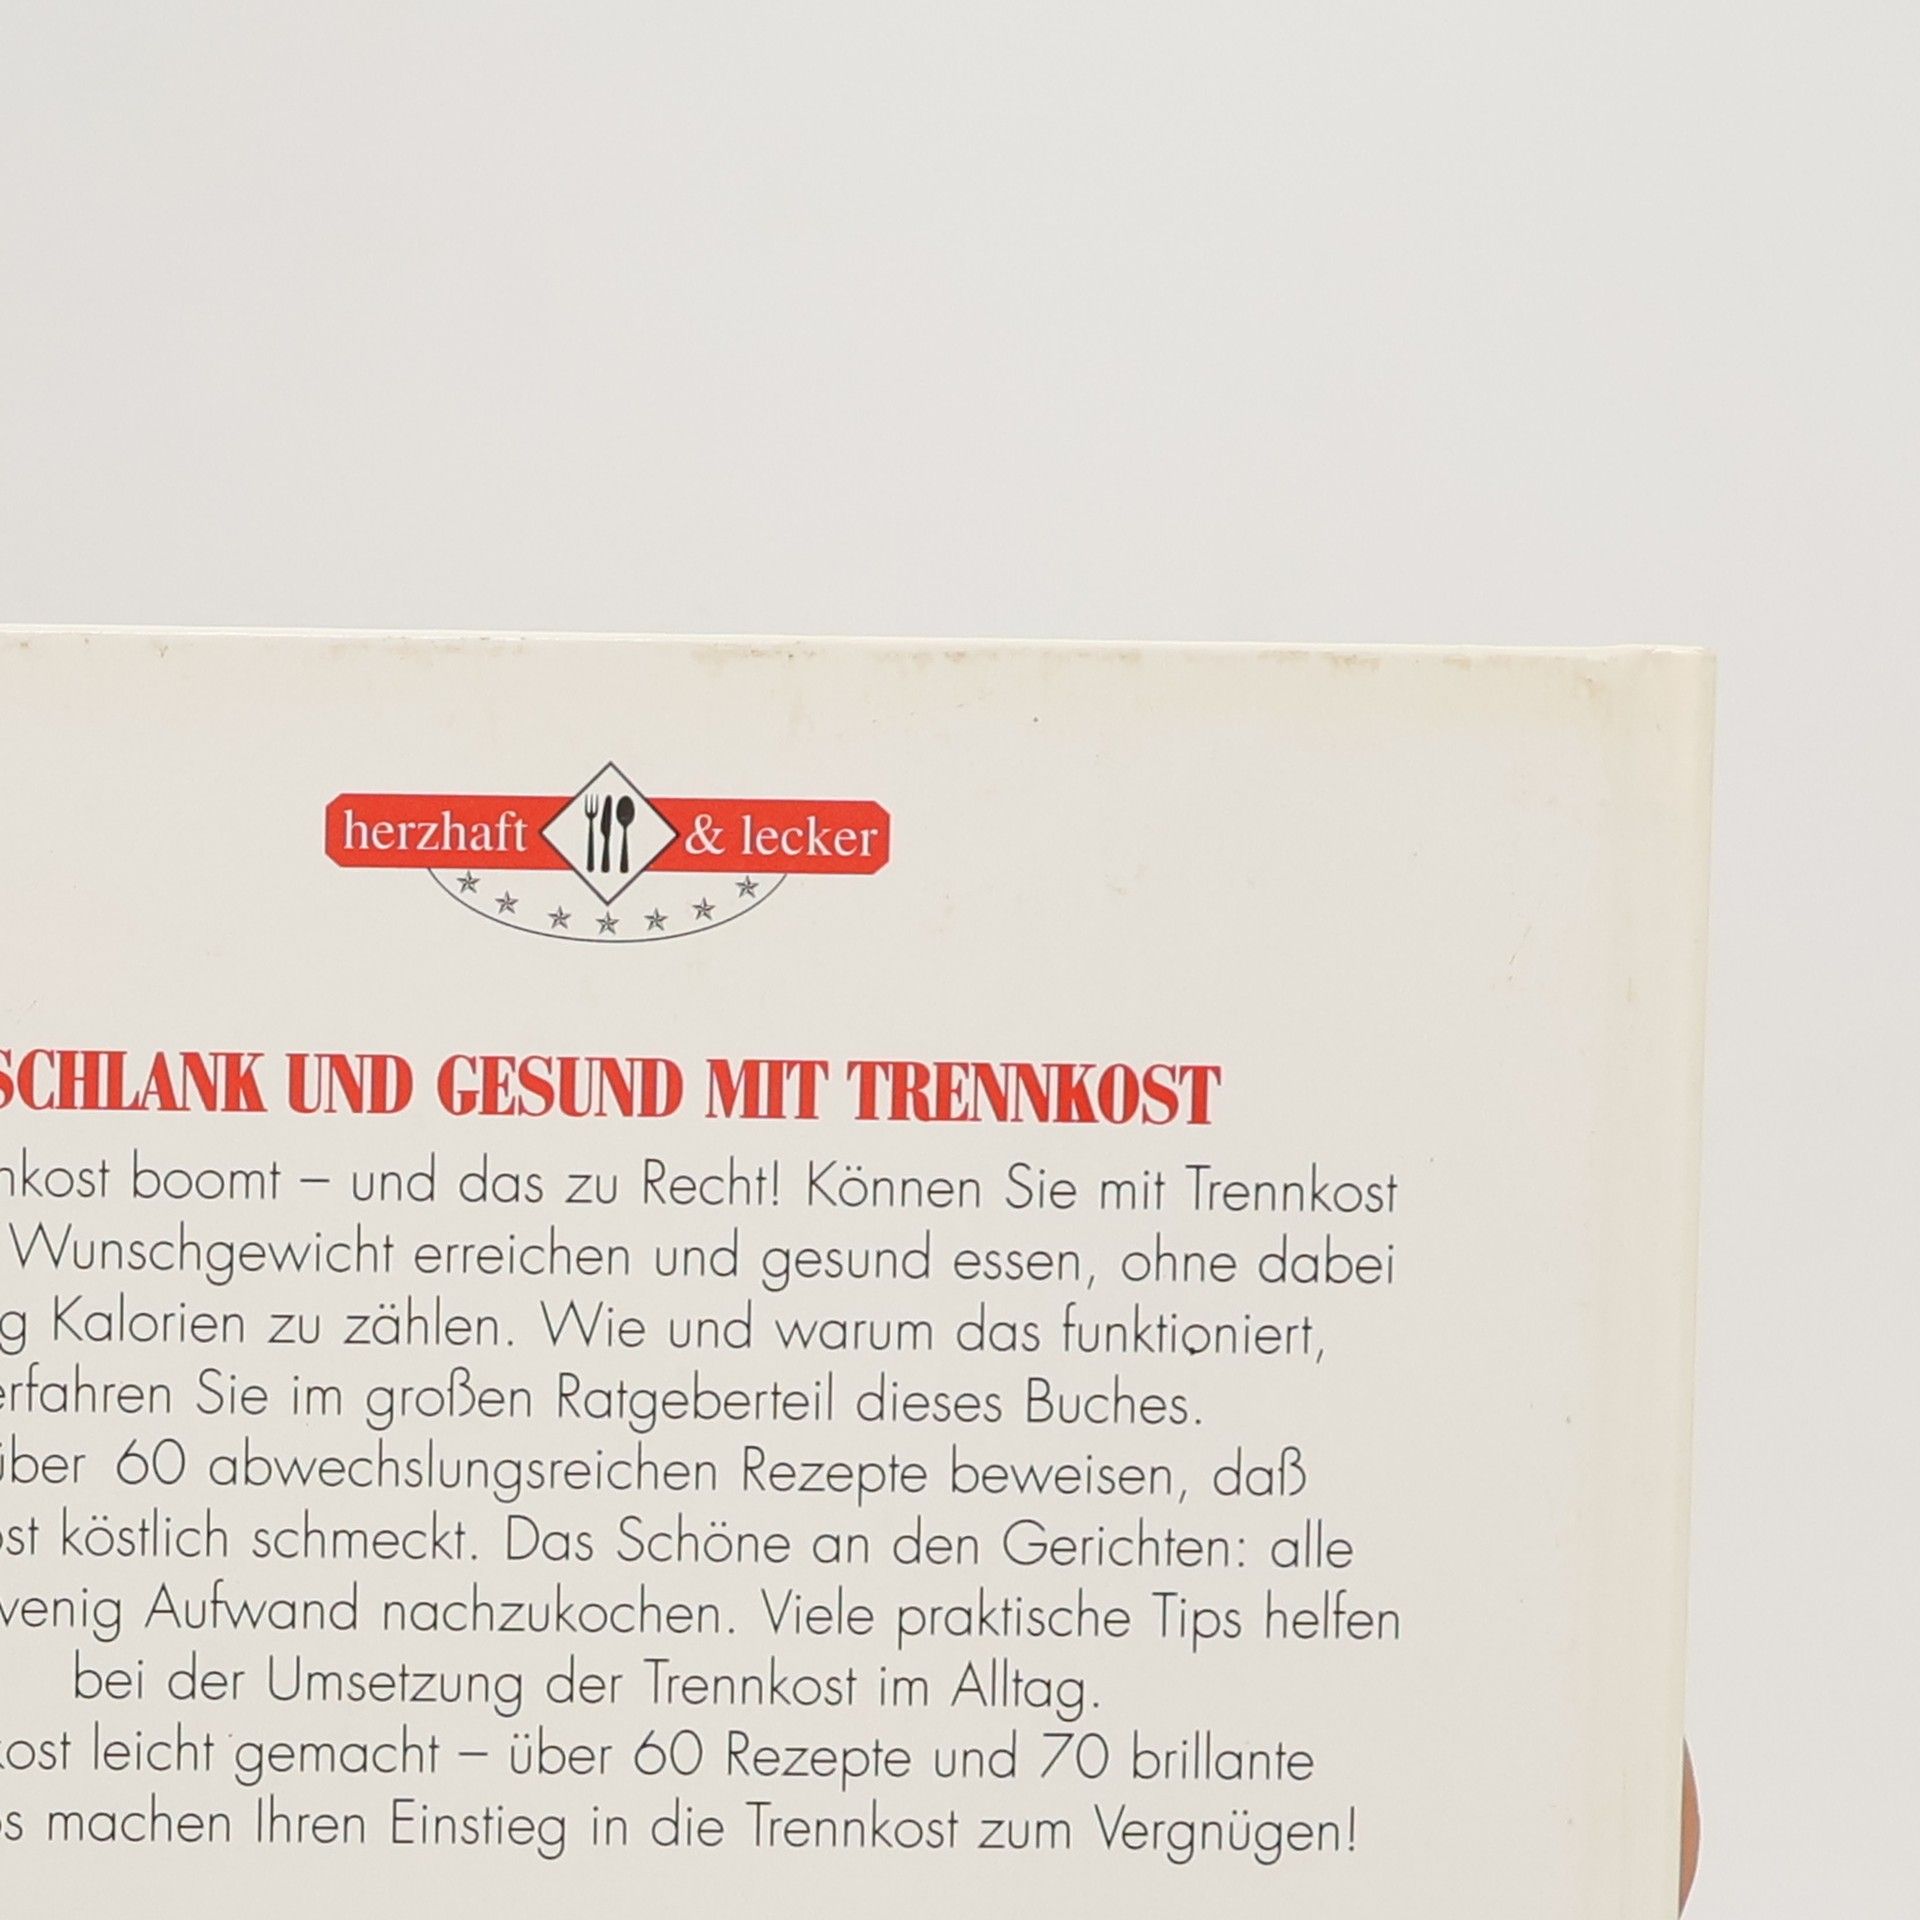 herzhaft & lecker
SCHLANK UND GESUND MIT TRENNKOST
nkost boomt – und das zu Recht! Können Sie mit Trennkost
Wunschgewicht erreichen und gesund essen, ohne dabei
g Kalorien zu zählen. Wie und warum das funktioniert,
erfahren Sie im großen Ratgeberteil dieses Buches.
über 60 abwechslungsreichen Rezepte beweisen, daß
ost köstlich schmeckt. Das Schöne an den Gerichten: alle
wenig Aufwand nachzukochen. Viele praktische Tips helfen
bei der Umsetzung der Trennkost im Alltag.
kost leicht gemacht – über 60 Rezepte und 70 brillante
os machen Ihren Einstieg in die Trennkost zum Vergnügen!